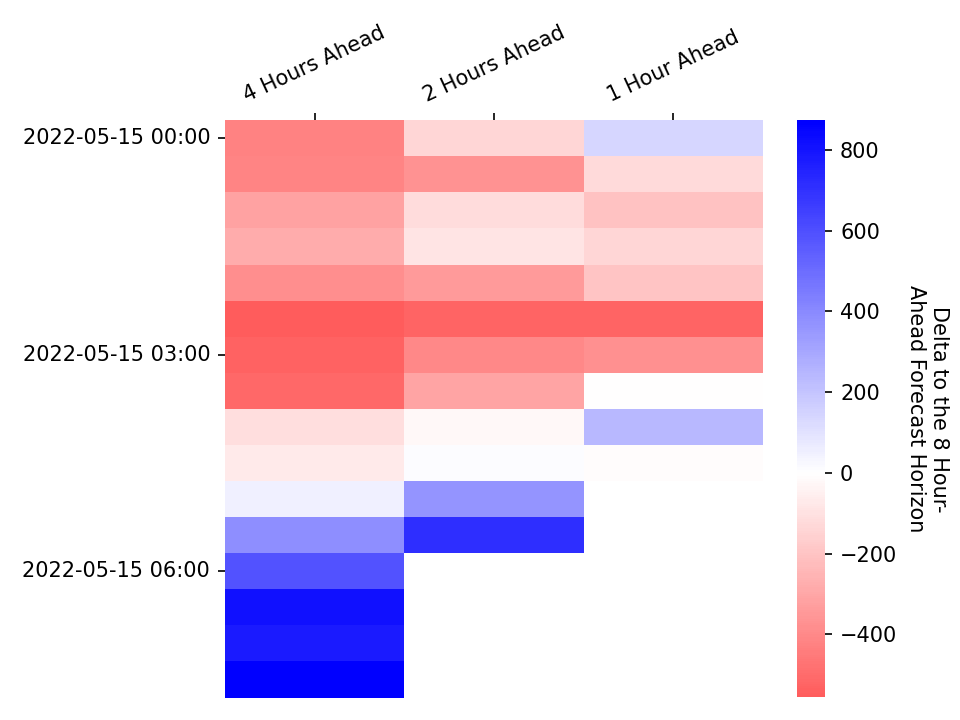 4 Hours Ahead
2 Hours Ahead
1 Hour Ahead
2022-05-15 00:00
2022-05-15 03:00
2022-05-15 06:00
800
600
400
200
0
−200
−400
Delta to the 8 Hour-
Ahead Forecast Horizon